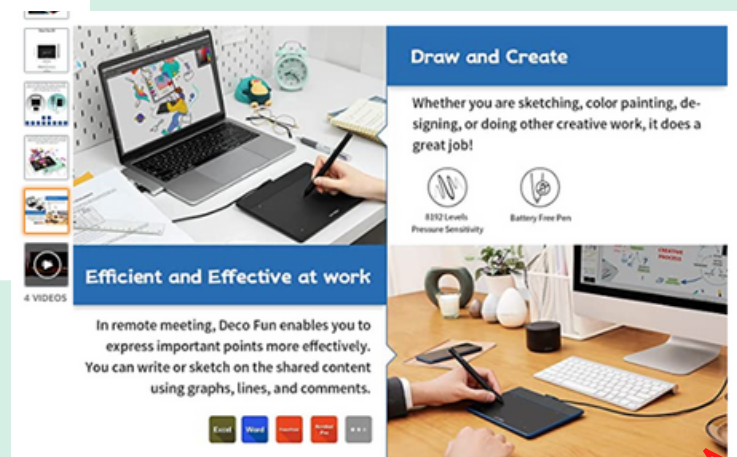 Draw and Create
Whether you are sketching, color painting, de-
signing, or doing other creative work, it does a
great job!
8192 Levels
Pressure Sensitivity
Battery Free Pen
4 VIDEOS
Efficient and Effective at work
In remote meeting, Deco Fun enables you to
express important points more effectively.
You can write or sketch on the shared content
using graphs, lines, and comments.
Excel
Word
CREATIVE
PROCESS